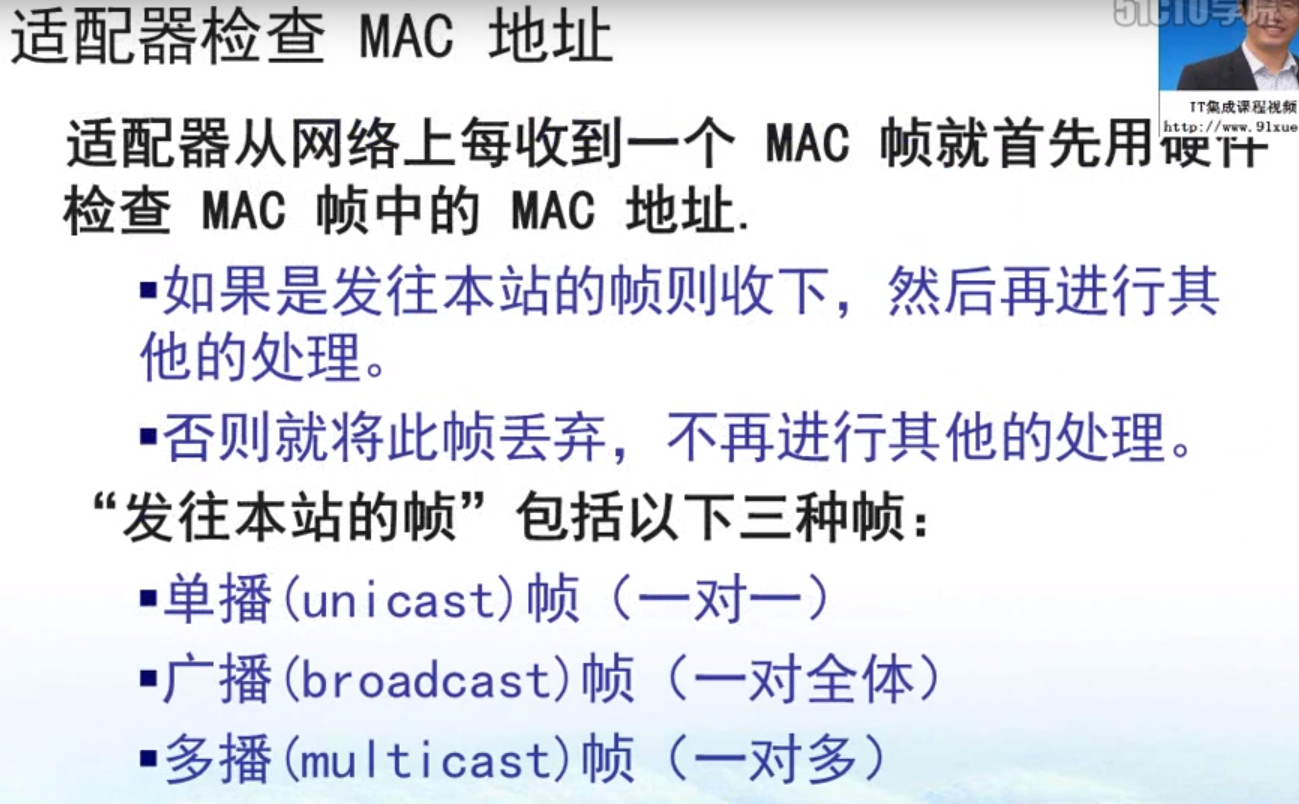 适配器检查 MAC 地址
51CTO学院
IT集成课程视频
http://www.91xue
适配器从网络上每收到一个 MAC 帧就首先用硬件
检查 MAC 帧中的 MAC 地址.
▪如果是发往本站的帧则收下，然后再进行其
他的处理。
▪否则就将此帧丢弃，不再进行其他的处理。
“发往本站的帧”包括以下三种帧：
▪单播(unicast)帧（一对一）
▪广播(broadcast)帧（一对全体）
▪多播(multicast)帧（一对多）